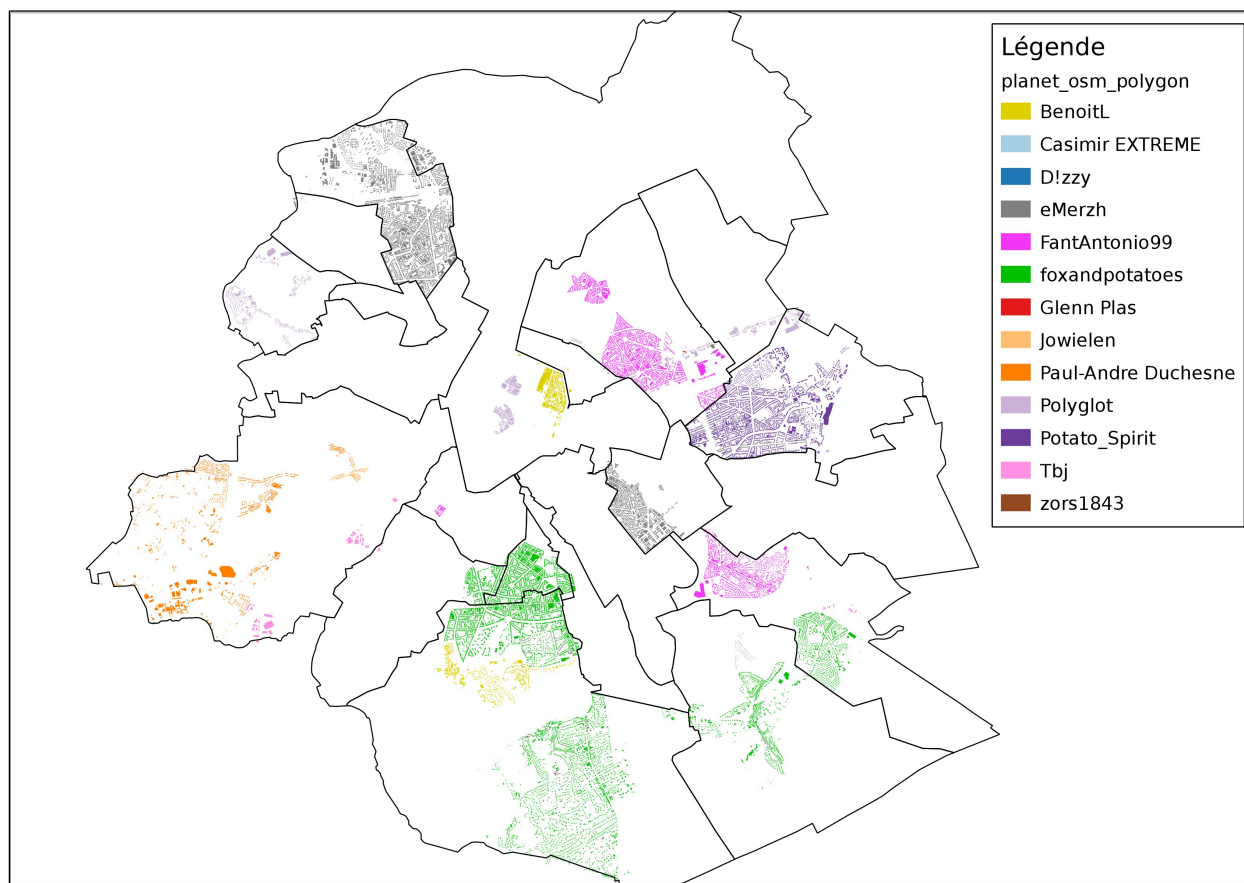 Légende
planet_osm_polygon
BenoitL
Casimir EXTREME
D!zzy
eMerzh
FantAntonio99
foxandpotatoes
Glenn Plas
Jowielen
Paul-Andre Duchesne
Polyglot
Potato_Spirit
Tbj
zors1843